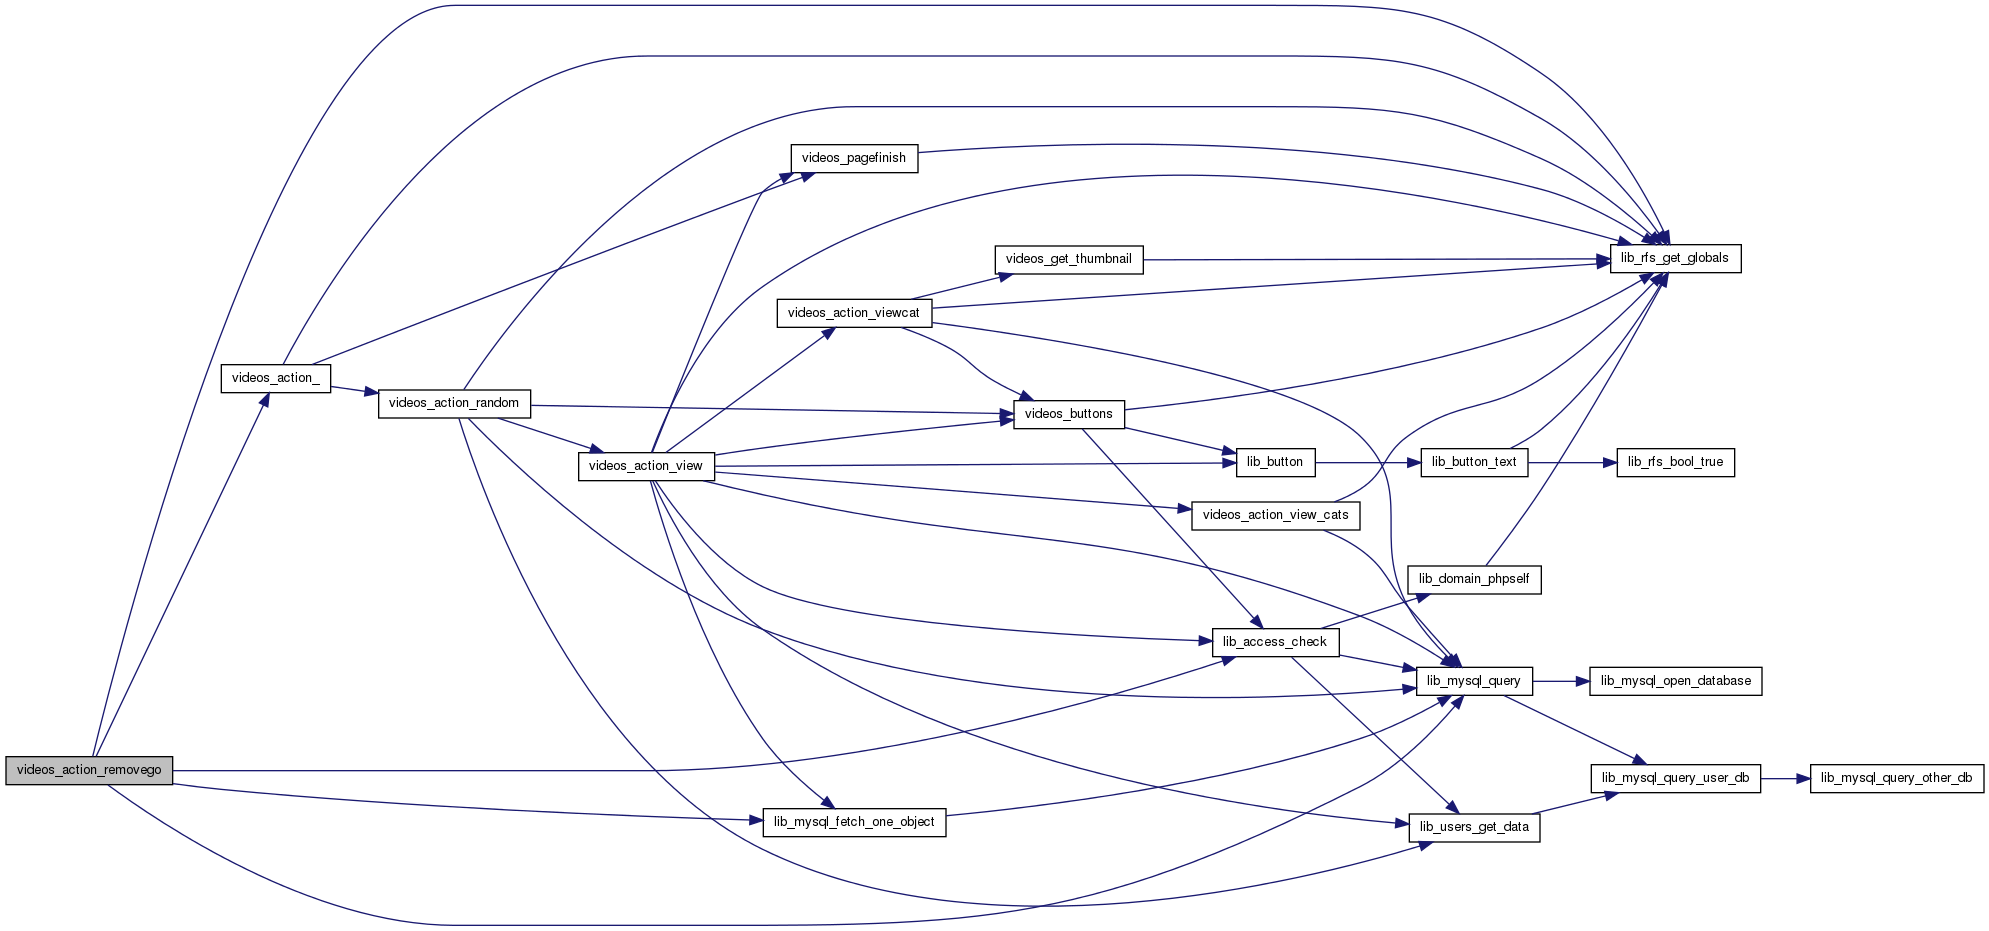 videos_pagefinish
videos_get_thumbnail
lib_rfs_get_globals
videos_action_viewcat
videos_action_
videos_action_random
videos_buttons
videos_action_view
lib_button
lib_button_text
lib_rfs_bool_true
videos_action_view_cats
lib_domain_phpself
lib_access_check
lib_mysql_query
lib_mysql_open_database
videos_action_removego
lib_mysql_query_user_db
lib_mysql_query_other_db
lib_mysql_fetch_one_object
lib_users_get_data